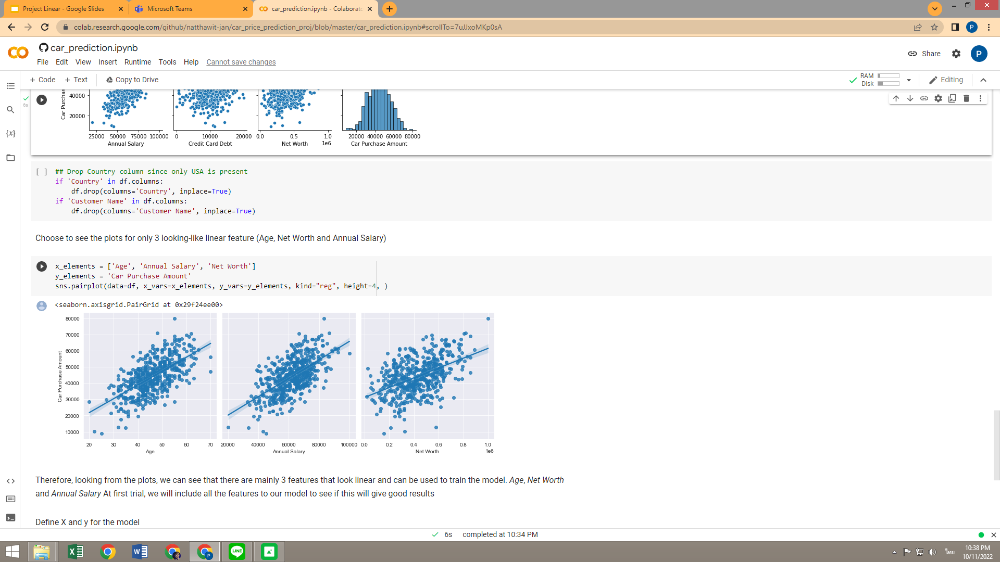 Project Linear - Google Slides
Microsoft Teams
car_prediction.ipynb - Colaborato
colab.research.google.com/github/natthawit-jan/car_price_prediction_proj/blob/master/car_prediction.ipynb#scrollTo=7uJJxoMKp0sA
P
car_prediction.ipynb
File Edit View Insert Runtime Tools Help Cannot save changes
Share
P
+ Code + Text Copy to Drive
RAM
Disk
Editing
6s
Car Purchas
40000
20000
25000 50000 75000 100000 0 10000 20000 0.0 0.5 1.0 20000 40000 60000 80000
1e6
Annual Salary Credit Card Debt Net Worth Car Purchase Amount
{x}
[ ] ## Drop Country column since only USA is present
if 'Country' in df.columns:
df.drop(columns='Country', inplace=True)
if 'Customer Name' in df.columns:
df.drop(columns='Customer Name', inplace=True)
Choose to see the plots for only 3 looking-like linear feature (Age, Net Worth and Annual Salary)
x_elements = ['Age', 'Annual Salary', 'Net Worth']
y_elements = 'Car Purchase Amount'
sns.pairplot(data=df, x_vars=x_elements, y_vars=y_elements, kind="reg", height=4, )
<seaborn.axisgrid.PairGrid at 0x29f24ee00>
Car Purchase Amount
80000
70000
60000
50000
40000
30000
20000
10000
20 30 40 50 60 70 20000 40000 60000 80000 100000 0.0 0.2 0.4 0.6 0.8 1.0
1e6
Age Annual Salary Net Worth
Therefore, looking from the plots, we can see that there are mainly 3 features that look linear and can be used to train the model. Age, Net Worth
and Annual Salary At first trial, we will include all the features to our model to see if this will give good results
Define X and y for the model
6s completed at 10:34 PM
LINE
P
ไทย
10:38 PM
10/11/2022